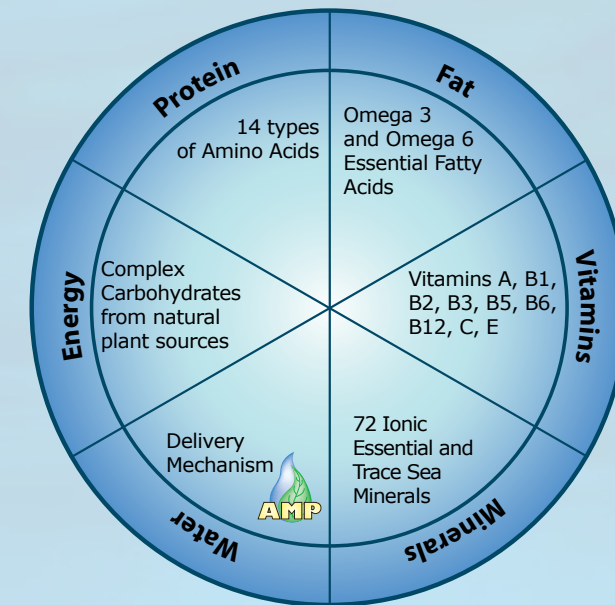 Protein
14 types
of Amino Acids
Fat
Omega 3
and Omega 6
Essential Fatty
Acids
Vitamins
Vitamins A, B1,
B2, B3, B5, B6,
B12, C, E
Minerals
72 Ionic
Essential and
Trace Sea
Minerals
Water
Delivery
Mechanism
AMP
Energy
Complex
Carbohydrates
from natural
plant sources